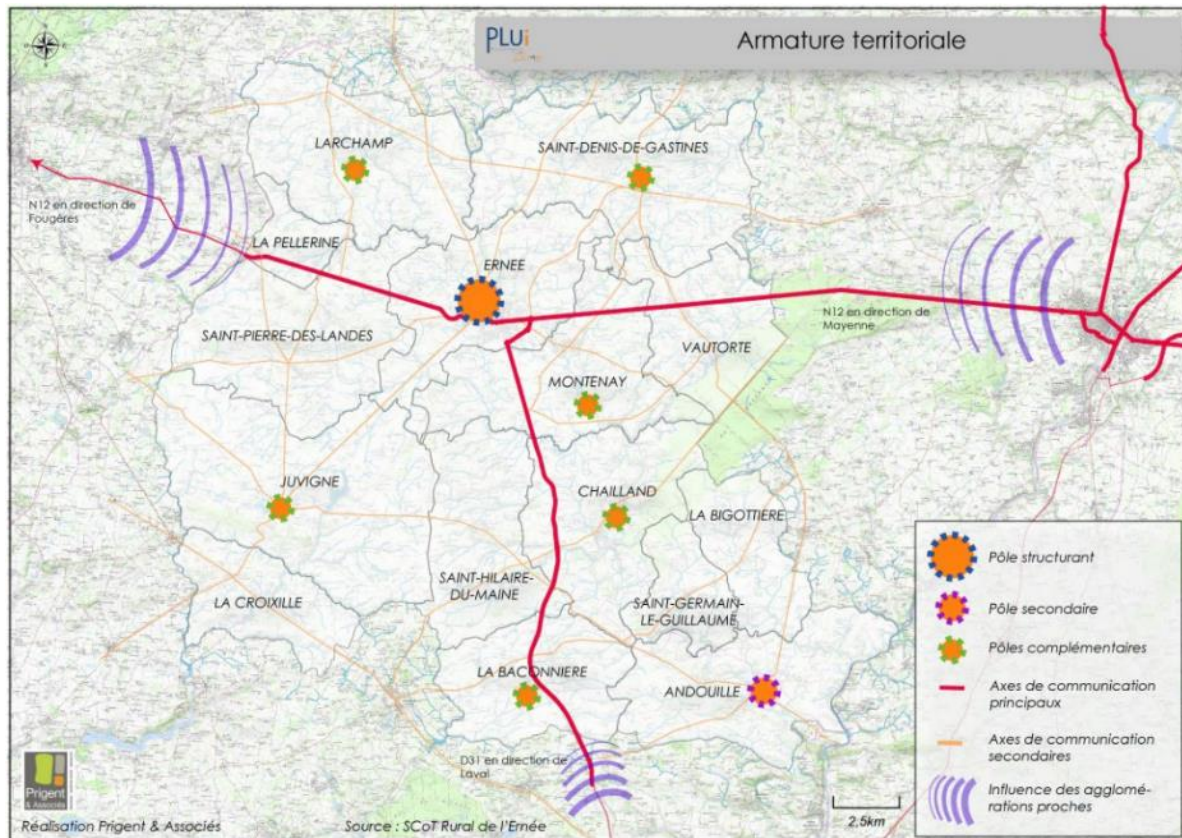 PLUi
Armature territoriale
LARCHAMP
SAINT-DENIS-DE-GASTINES
N12 en direction de
Fougères
LA PELLERINE
ERNEE
N12 en direction de
Mayenne
SAINT-PIERRE-DES-LANDES
VAUTORTE
MONTENAY
JUVIGNE
CHAILLAND
LA BIGOTTIERE
SAINT-HILAIRE-
DU-MAINE
LA CROIXILLE
SAINT-GERMAIN-
LE-GUILLAUME
LA BACONNIERE
ANDOUILLE
D31 en direction de
Laval
Pôle structurant
Pôle secondaire
Pôles complémentaires
Axes de communication
principaux
Axes de communication
secondaires
Influence des agglomé-
rations proches
Prigent
& Associés
2,5km
Réalisation Prigent & Associés
Source : SCoT Rural de l'Ernée